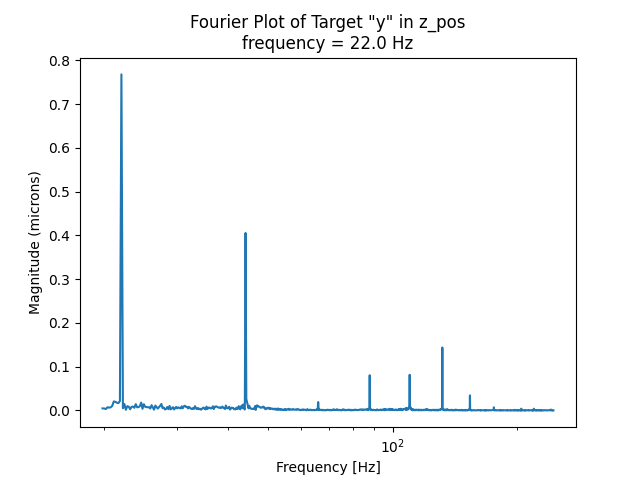 Fourier Plot of Target "y" in z_pos
frequency = 22.0 Hz
0.8
0.7
0.6
0.5
0.4
0.3
0.2
0.1
0.0
Magnitude (microns)
10²
Frequency [Hz]